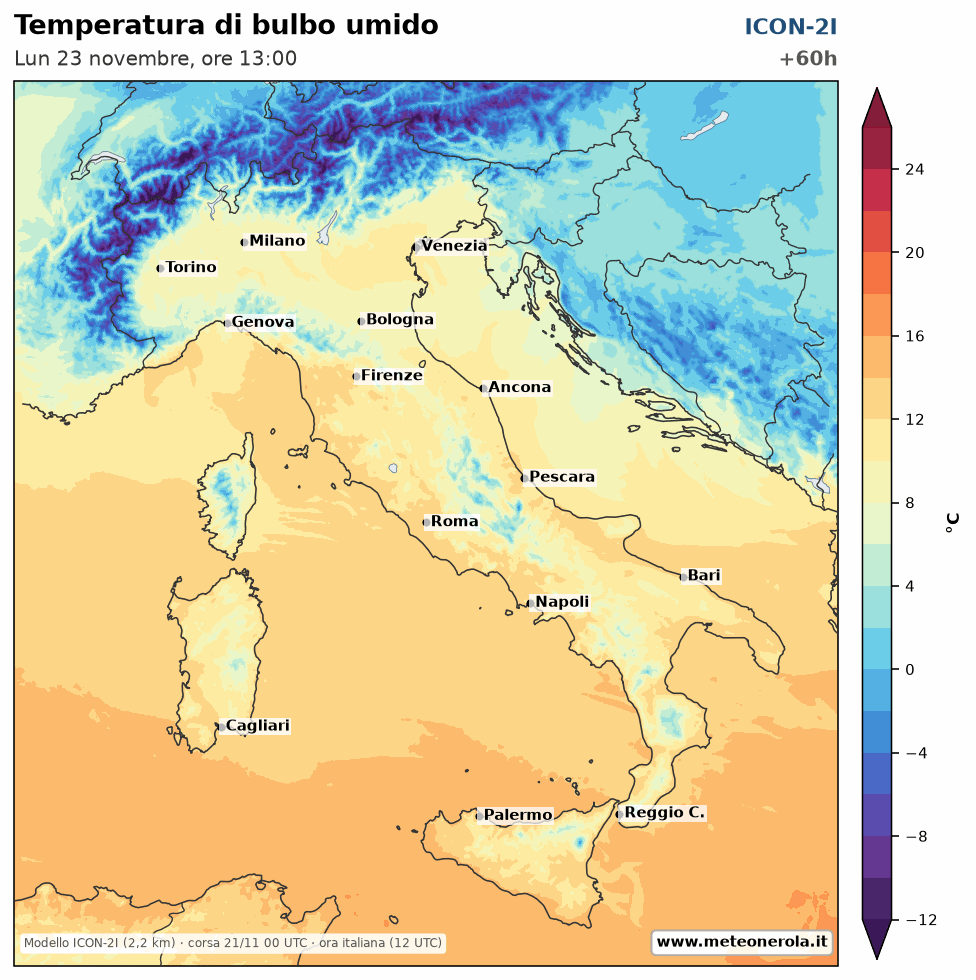 Temperatura di bulbo umido
ICON-2I
Lun 23 novembre, ore 13:00
+60h
Milano
Venezia
Torino
Genova
Bologna
Firenze
Ancona
Pescara
Roma
Bari
Napoli
Cagliari
Palermo
Reggio C.
24
20
16
12
8
4
0
−4
−8
−12
°C
Modello ICON-2I (2,2 km) · corsa 21/11 00 UTC · ora italiana (12 UTC)
www.meteonerola.it